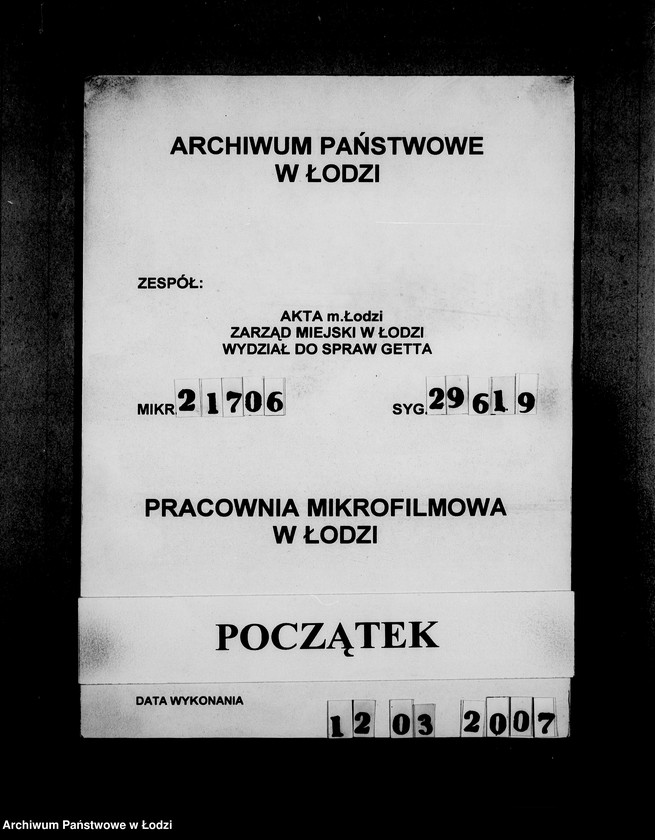 ARCHIWUM PAŃSTWOWE
W ŁODZI
ZESPÓŁ:
AKTA m.Łodzi
ZARZĄD MIEJSKI W ŁODZI
WYDZIAŁ DO SPRAW GETTA
MIKR. 21706 SYG. 29619
PRACOWNIA MIKROFILMOWA
W ŁODZI
POCZĄTEK
DATA WYKONANIA
12 03 2007
Archiwum Państwowe w Łodzi